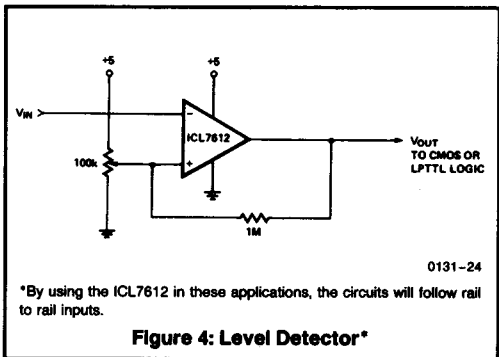 +5
+5
VIN
−
ICL7612
100k
+
VOUT
TO CMOS OR
LPTTL LOGIC
1M
0131–24
*By using the ICL7612 in these applications, the circuits will follow rail
to rail inputs.
Figure 4: Level Detector*